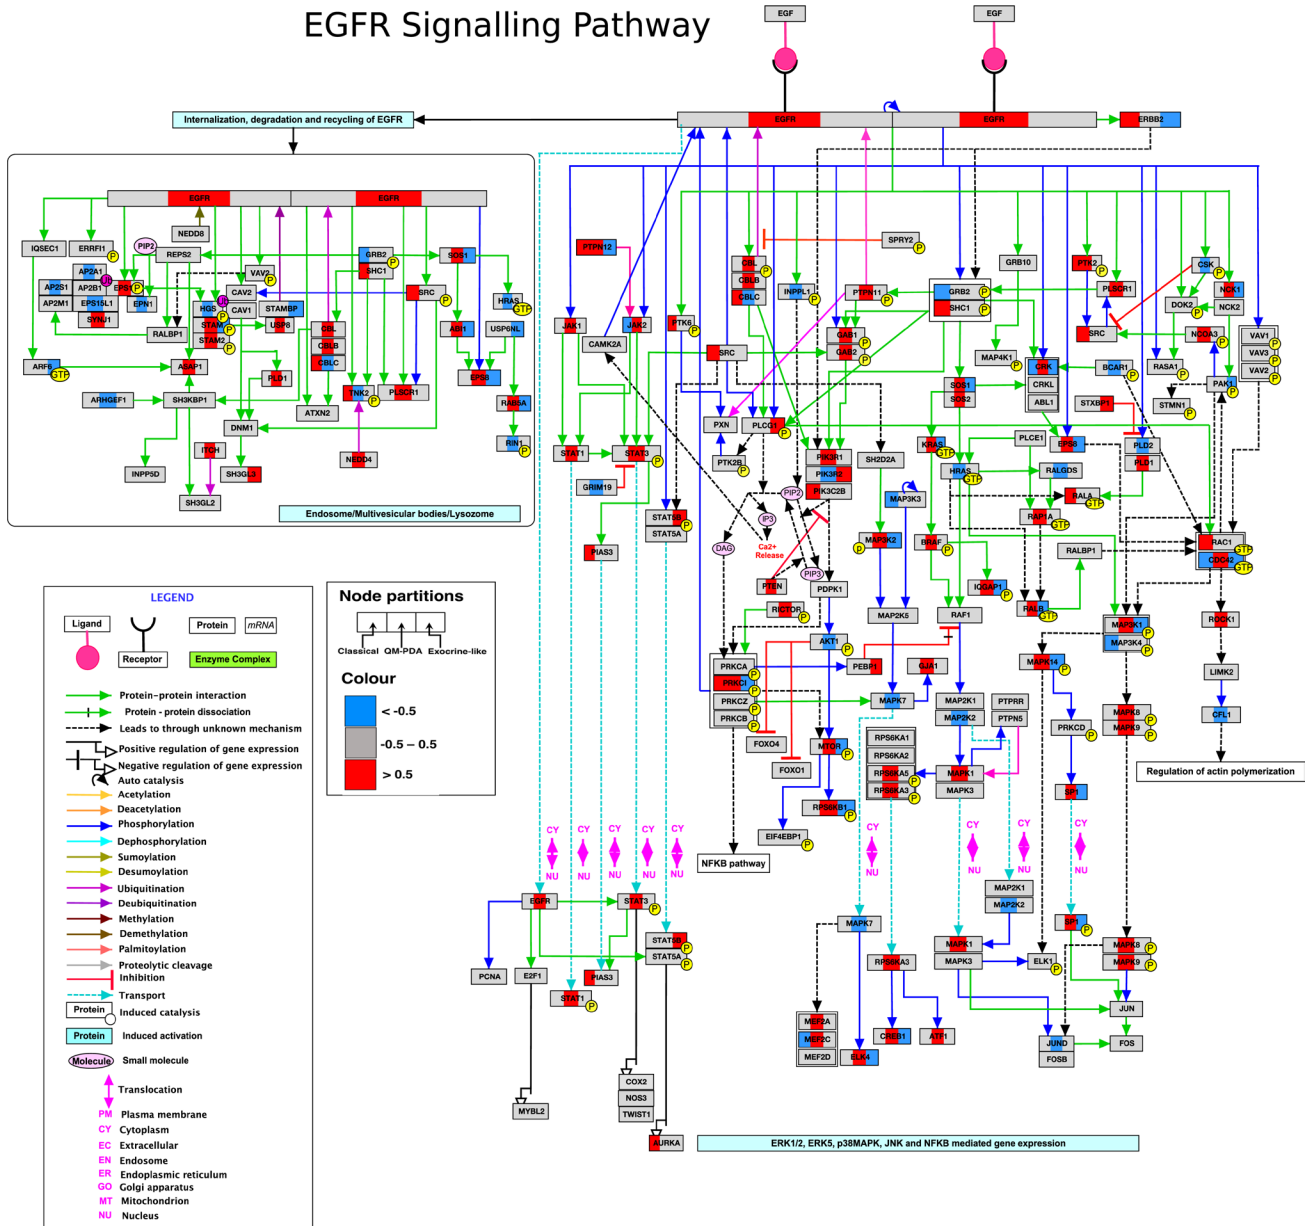 EGFR Signalling Pathway
EGF
EGF
Internalization, degradation and recycling of EGFR
EGFR
EGFR
ERBB2
EGFR
EGFR
IQSEC1
ERRFI1
P
PIP2
NEDD8
REPS2
VAV2
P
GRB2
P
SHC1
SOS1
AP2A1
Ub
AP2S1
AP2B1
EPS15
P
AP2M1
EPS15L1
EPN1
SYNJ1
CAV2
CAV1
Ub
HGS
P
STAM
P
STAM2
P
STAMBP
USP8
SRC
P
HRAS
GTP
CBL
CBLB
CBLC
ABI1
USP6NL
RALBP1
ARF6
GTP
ASAP1
PLD1
EPS8
ARHGEF1
SH3KBP1
TNK2
P
PLSCR1
RAB5A
ATXN2
DNM1
RIN1
P
ITCH
NEDD4
INPP5D
SH3GL3
SH3GL2
Endosome/Multivesicular bodies/Lysozome
PTPN12
JAK1
JAK2
CAMK2A
PTK6
P
CBL
P
CBLB
CBLC
SPRY2
P
INPPL1
P
PTPN11
P
GRB2
SHC1
P
GRB10
PTK2
P
PLSCR1
CSK
P
NCK1
NCK2
DOK2
P
SRC
NCOA3
P
GAB1
P
GAB2
P
SRC
MAP4K1
P
CRK
CRKL
ABL1
BCAR1
P
RASA1
P
PAK1
P
VAV1
P
VAV3
P
VAV2
P
STXBP1
STMN1
P
SOS1
SOS2
PXN
PLCG1
P
PTK2B
P
STAT1
STAT3
P
GRIM19
PIK3R1
PIK3R2
PIK3C2B
SH2D2A
KRAS
GTP
PLCE1
EPS8
PLD2
PLD1
HRAS
GTP
RALGDS
RALA
GTP
RAP1A
GTP
MAP3K3
PIP2
IP3
Ca2+
Release
DAG
PIP3
STAT5B
P
STAT5A
PIAS3
MAP3K2
P
BRAF
P
RALBP1
RAC1
GTP
CDC42
GTP
PTEN
PDPK1
IQGAP1
P
RICTOR
P
MAP2K5
RAF1
RALB
GTP
ROCK1
MAP3K1
P
MAP3K4
P
AKT1
P
PRKCA
P
PRKCI
P
PRKCZ
P
PRKCB
P
PEBP1
GJA1
MAPK14
P
LIMK2
MAPK7
MAP2K1
MAP2K2
PTPRR
PTPN5
MAPK8
P
MAPK9
P
CFL1
PRKCD
P
FOXO4
FOXO1
MTOR
P
RPS6KA1
RPS6KA2
RPS6KA5
P
RPS6KA3
P
MAPK1
MAPK3
Regulation of actin polymerization
SP1
RPS6KB1
P
EIF4EBP1
P
NFKB pathway
CY
NU
CY
NU
CY
NU
CY
NU
CY
NU
CY
NU
CY
NU
CY
NU
CY
NU
MAP2K1
MAP2K2
EGFR
STAT3
P
MAPK7
SP1
P
STAT5B
P
STAT5A
P
MAPK1
MAPK3
MAPK8
P
MAPK9
P
PCNA
E2F1
PIAS3
RPS6KA3
ELK1
P
STAT1
P
JUN
MEF2A
MEF2C
MEF2D
CREB1
ATF1
ELK4
JUND
FOSB
FOS
COX2
NOS3
TWIST1
MYBL2
AURKA
ERK1/2, ERK5, p38MAPK, JNK and NFKB mediated gene expression
LEGEND
Ligand
Receptor
Protein
mRNA
Enzyme Complex
Protein–protein interaction
Protein - protein dissociation
Leads to through unknown mechanism
Positive regulation of gene expression
Negative regulation of gene expression
Auto catalysis
Acetylation
Deacetylation
Phosphorylation
Dephosphorylation
Sumoylation
Desumoylation
Ubiquitination
Deubiquitination
Methylation
Demethylation
Palmitoylation
Proteolytic cleavage
Inhibition
Transport
Protein Induced catalysis
Protein Induced activation
Molecule Small molecule
Translocation
PM Plasma membrane
CY Cytoplasm
EC Extracellular
EN Endosome
ER Endoplasmic reticulum
GO Golgi apparatus
MT Mitochondrion
NU Nucleus
Node partitions
Classical QM-PDA Exocrine-like
Colour
< -0.5
-0.5 – 0.5
> 0.5